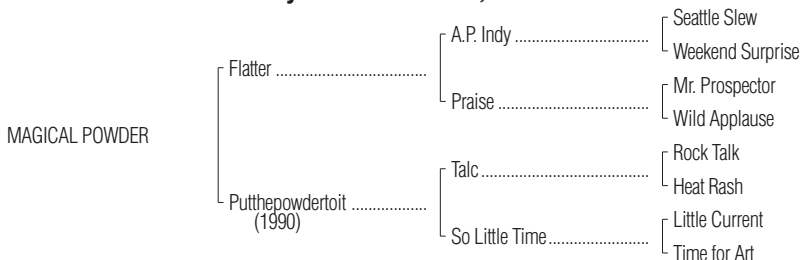 Seattle Slew
A.P. Indy ......................................
Weekend Surprise
Flatter ..................................
Mr. Prospector
Praise ..........................................
Wild Applause
MAGICAL POWDER
Rock Talk
Talc ...............................................
Heat Rash
Putthepowdertoit .................
(1990)
Little Current
So Little Time............................
Time for Art